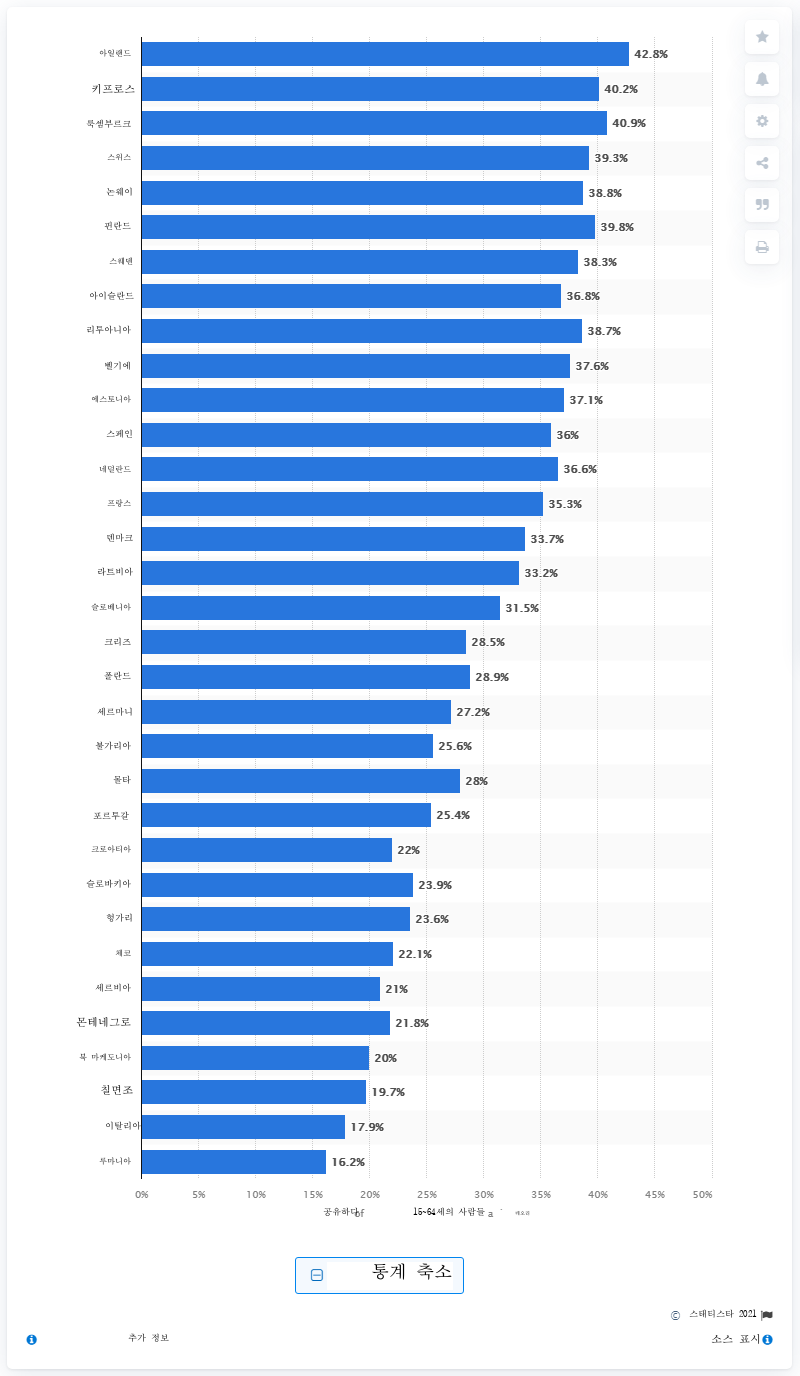 아일랜드 42.8%
키프로스 40.2%
룩셈부르크 40.9%
스위스 39.3%
논웨이 38.8%
핀란드 39.8%
스웨덴 38.3%
아이슬란드 36.8%
리투아니아 38.7%
벨기에 37.6%
에스토니아 37.1%
스페인 36%
네덜란드 36.6%
프랑스 35.3%
덴마크 33.7%
라트비아 33.2%
슬로베니아 31.5%
크리즈 28.5%
폴란드 28.9%
세르마니 27.2%
불가리아 25.6%
몰타 28%
포르투갈 25.4%
크로아티아 22%
슬로바키아 23.9%
헝가리 23.6%
체코 22.1%
세르비아 21%
몬테네그로 21.8%
북 마케도니아 20%
칠면조 19.7%
이탈리아 17.9%
루마니아 16.2%
0% 5% 10% 15% 20% 25% 30% 35% 40% 45% 50%
공유하다 of 15~64세의 사람들 a
통계 축소
© 스태티스타 2021
추가 정보 소스 표시